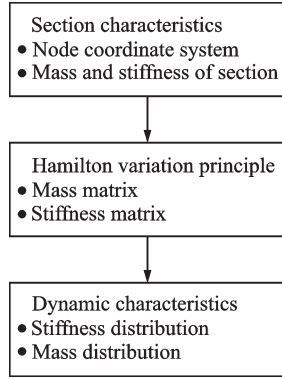 Section characteristics
● Node coordinate system
● Mass and stiffness of section
Hamilton variation principle
● Mass matrix
● Stiffness matrix
Dynamic characteristics
● Stiffness distribution
● Mass distribution